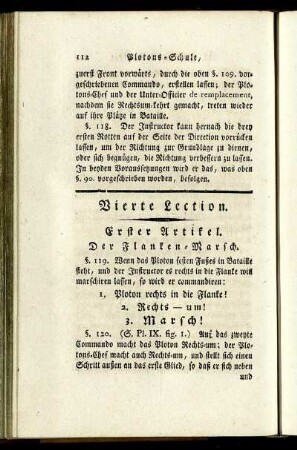 112 Plotons-Schule,
zuerst Front vorwärts, durch die oben §. 109. vor-
geschriebenen Commando, erstellen lassen; der Plo-
tons-Chef und der Unter-Officier de remplacement,
nachdem sie Rechtsum-kehrt gemacht, treten wieder
auf ihre Plätze in Bataille.
§. 118. Der Instructor kann hernach die drey
ersten Rotten auf der Seite der Direction vorrücken
lassen, um der Richtung zur Grundlage zu dienen,
oder sich begnügen, die Richtung verbessern zu lassen.
In beyden Voraussetzungen wird er das, was oben
§. 90. vorgeschrieben worden, befolgen.
Vierte Lection.
Erster Artikel.
Der Flanken-Marsch.
§. 119. Wenn das Ploton festen Fußes in Bataille
steht, und der Instructor es rechts in die Flanke will
marschiren lassen, so wird er commandiren:
1. Ploton rechts in die Flanke!
2. Rechts — um!
3. Marsch!
§. 120. (S. Pl. IX. fig. 1.) Auf das zweyte
Commando macht das Ploton Rechts-um; der Plo-
tons-Chef macht auch Rechts-um, und stellt sich einen
Schritt außen an das erste Glied, so daß er sich neben
und